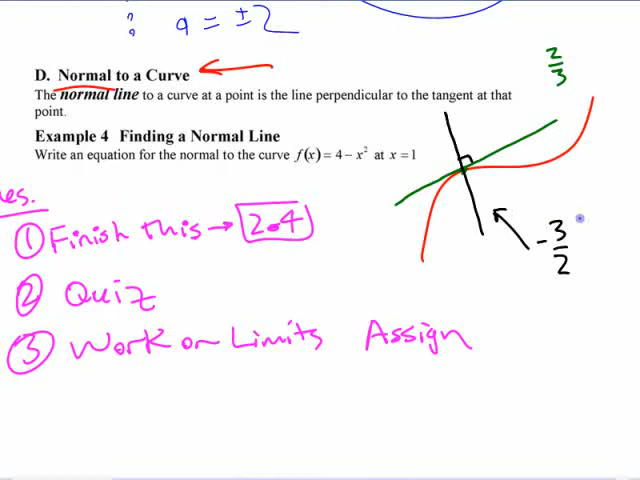 ∴ a = ±2
D. Normal to a Curve
The normal line to a curve at a point is the line perpendicular to the tangent at that
point.
Example 4 Finding a Normal Line
Write an equation for the normal to the curve f(x) = 4 − x² at x = 1
2/3
-3/2
es.
① Finish this → 2.4
② Quiz
③ Work on Limits Assign